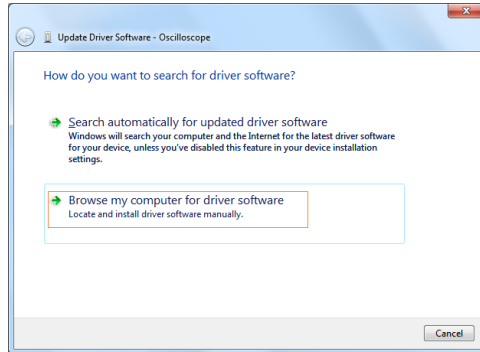 Update Driver Software - Oscilloscope
How do you want to search for driver software?
Search automatically for updated driver software
Windows will search your computer and the Internet for the latest driver software
for your device, unless you've disabled this feature in your device installation
settings.
Browse my computer for driver software
Locate and install driver software manually.
Cancel